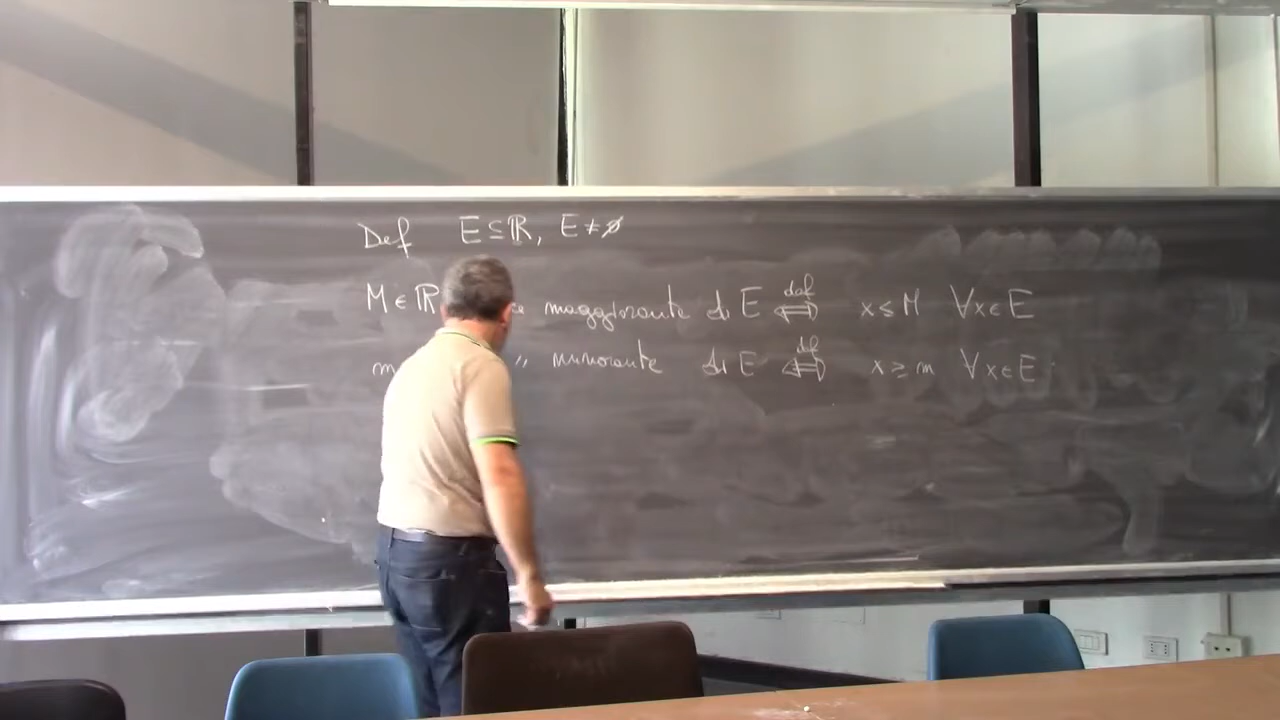 Def E⊆ℝ, E≠∅
M∈ℝ maggiorante di E ⇔ def x≤M ∀x∈E
m " minorante di E ⇔ def x≥m ∀x∈E